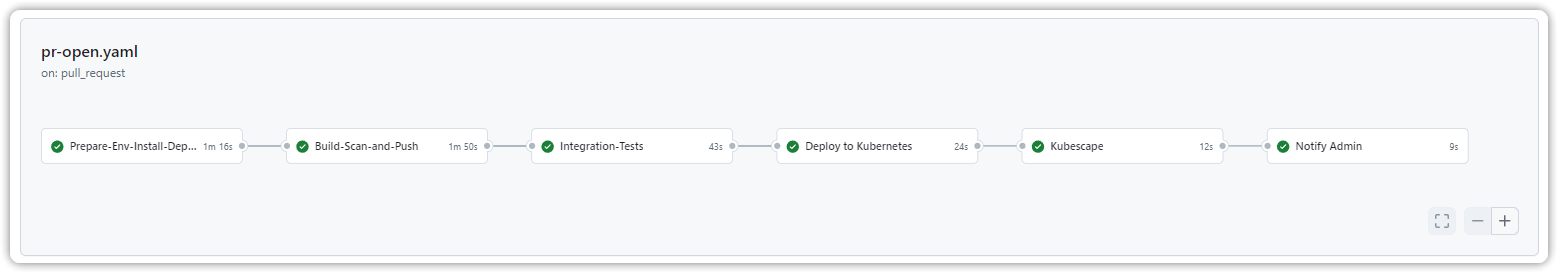 pr-open.yaml
on: pull_request
Prepare-Env-Install-Dep... 1m 16s
Build-Scan-and-Push 1m 50s
Integration-Tests 43s
Deploy to Kubernetes 24s
Kubescape 12s
Notify Admin 9s